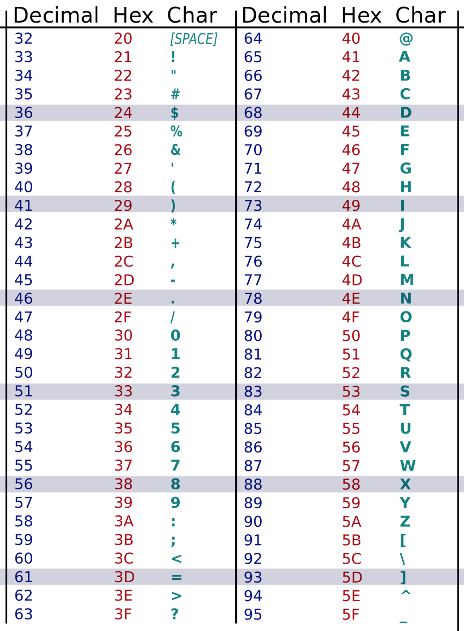 Decimal Hex Char Decimal Hex Char
32 20 [SPACE] 64 40 @
33 21 ! 65 41 A
34 22 " 66 42 B
35 23 # 67 43 C
36 24 $ 68 44 D
37 25 % 69 45 E
38 26 & 70 46 F
39 27 ' 71 47 G
40 28 ( 72 48 H
41 29 ) 73 49 I
42 2A * 74 4A J
43 2B + 75 4B K
44 2C , 76 4C L
45 2D - 77 4D M
46 2E . 78 4E N
47 2F / 79 4F O
48 30 0 80 50 P
49 31 1 81 51 Q
50 32 2 82 52 R
51 33 3 83 53 S
52 34 4 84 54 T
53 35 5 85 55 U
54 36 6 86 56 V
55 37 7 87 57 W
56 38 8 88 58 X
57 39 9 89 59 Y
58 3A : 90 5A Z
59 3B ; 91 5B [
60 3C < 92 5C \
61 3D = 93 5D ]
62 3E > 94 5E ^
63 3F ? 95 5F _